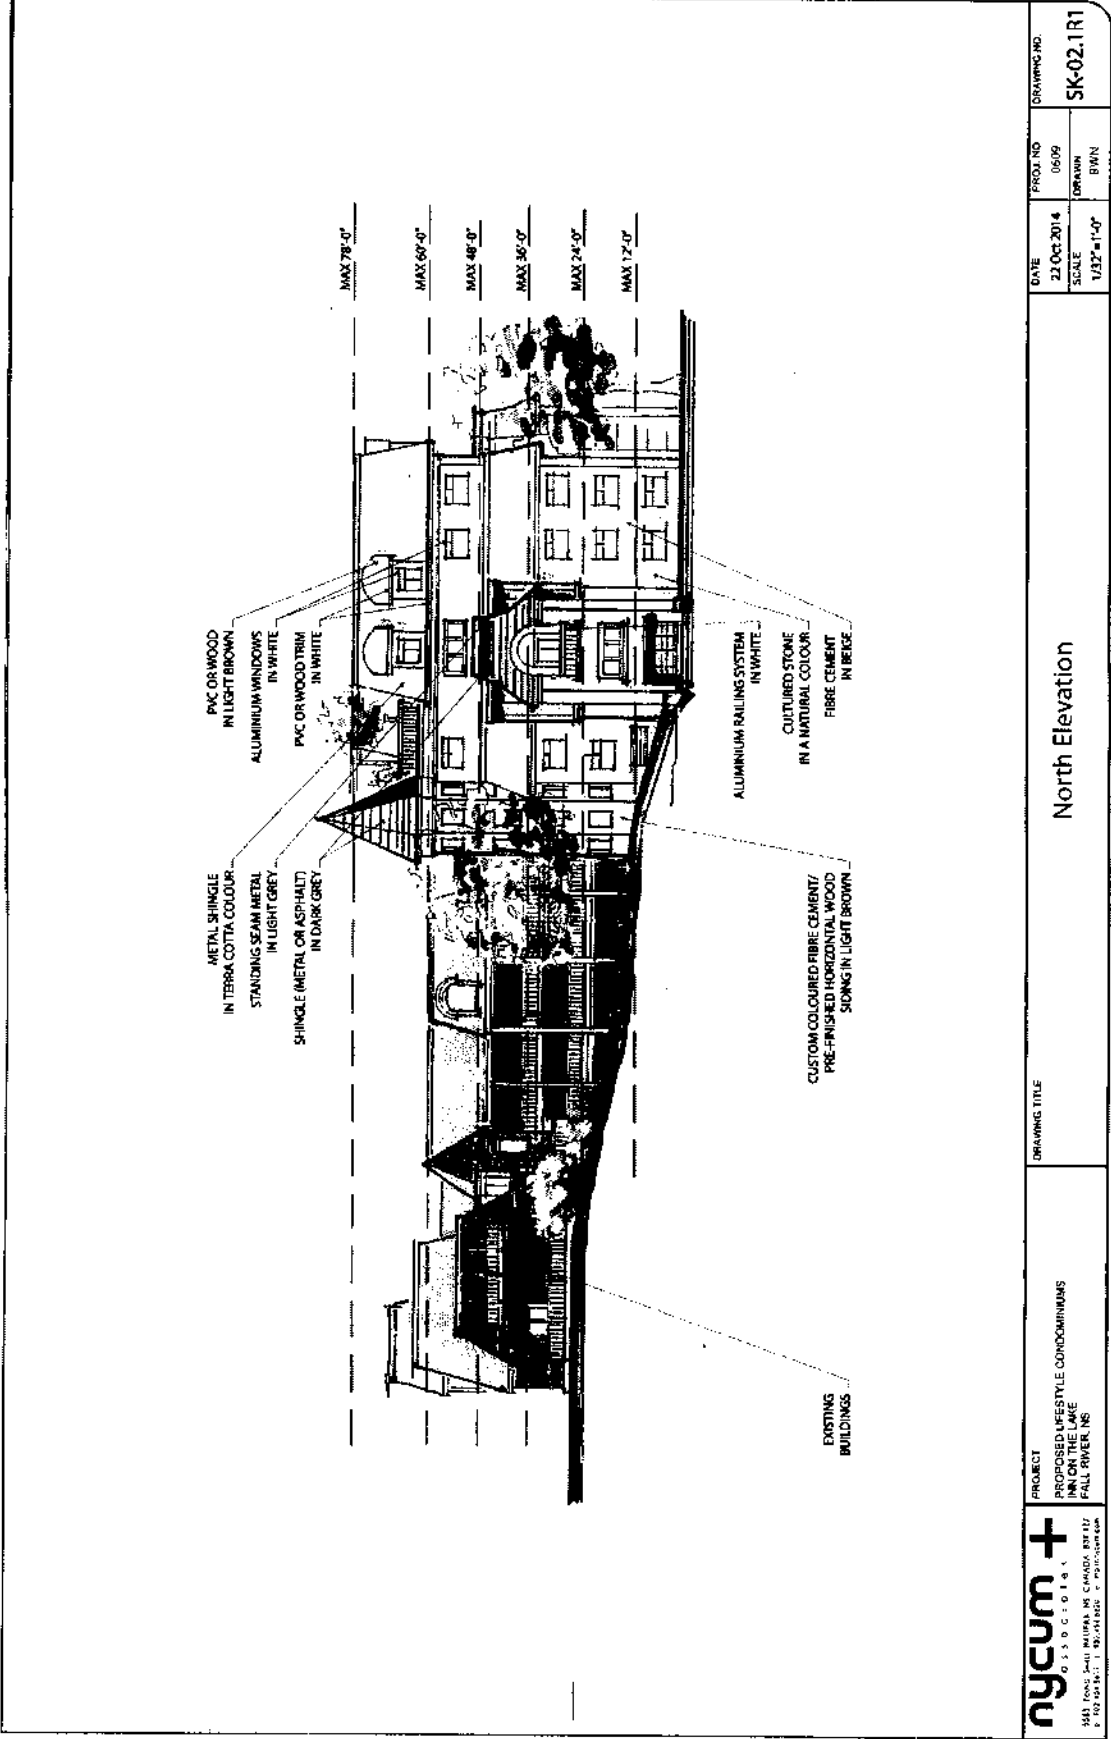 METAL SHINGLE
IN TERRA COTTA COLOUR
STANDING SEAM METAL
IN LIGHT GREY
SHINGLE (METAL OR ASPHALT)
IN DARK GREY
PVC OR WOOD
IN LIGHT BROWN
ALUMINIUM WINDOWS
IN WHITE
PVC OR WOOD TRIM
IN WHITE
MAX 78'-0"
MAX 60'-0"
MAX 48'-0"
MAX 36'-0"
MAX 24'-0"
MAX 12'-0"
EXISTING
BUILDINGS
CUSTOM COLOURED FIBRE CEMENT/
PRE-FINISHED HORIZONTAL WOOD
SIDING IN LIGHT BROWN
ALUMINIUM RAILING SYSTEM
IN WHITE
CULTURED STONE
IN A NATURAL COLOUR
FIBRE CEMENT
IN BEIGE
nycum +
associates
PROJECT
PROPOSED LIFESTYLE CONDOMINIUMS
INN ON THE LAKE
FALL RIVER, NS
DRAWING TITLE
North Elevation
DATE
22 Oct 2014
SCALE
1/32"=1'-0"
PROJ. NO
0609
DRAWN
BWN
DRAWING NO.
SK-02.1R1